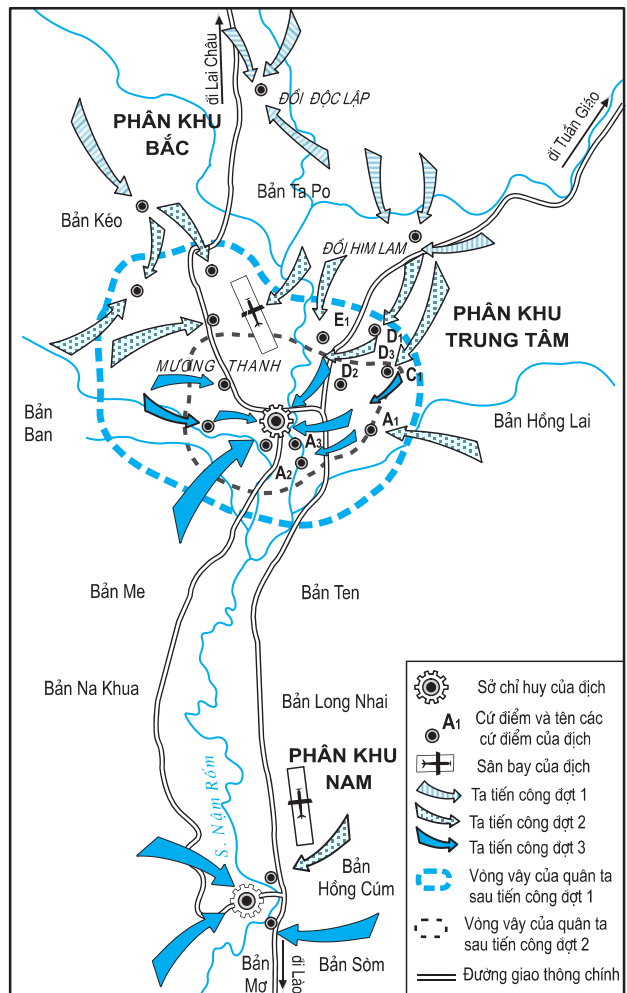 đi Lai Châu
ĐỒI ĐỘC LẬP
PHÂN KHU
BẮC
đi Tuần Giáo
Bản Ta Po
Bản Kéo
ĐỒI HIM LAM
PHÂN KHU
TRUNG TÂM
E1
D1
D3
MƯỜNG THANH
D2
C1
A1
Bản
Ban
Bản Hồng Lai
A3
A2
Bản Me
Bản Ten
Bản Na Khua
Bản Long Nhai
PHÂN KHU
NAM
S. Nậm Rốm
Bản
Hồng Cúm
Bản
Mơ
đi Lào
Bản Sòm
Sở chỉ huy của địch
A1
Cứ điểm và tên các
cứ điểm của địch
Sân bay của địch
Ta tiến công đợt 1
Ta tiến công đợt 2
Ta tiến công đợt 3
Vòng vây của quân ta
sau tiến công đợt 1
Vòng vây của quân ta
sau tiến công đợt 2
Đường giao thông chính